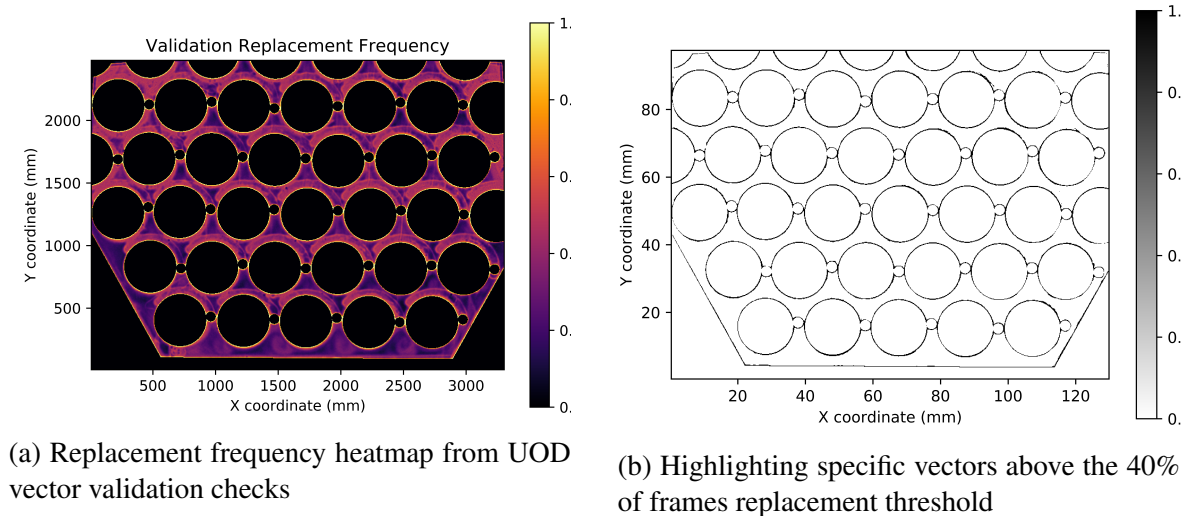 Validation Replacement Frequency
1.
0.
0.
0.
0.
Y coordinate (mm)
2000
1500
1000
500
500 1000 1500 2000 2500 3000
X coordinate (mm)
(a) Replacement frequency heatmap from UOD
vector validation checks
1.
0.
0.
0.
0.
0.
Y coordinate (mm)
80
60
40
20
20 40 60 80 100 120
X coordinate (mm)
(b) Highlighting specific vectors above the 40%
of frames replacement threshold